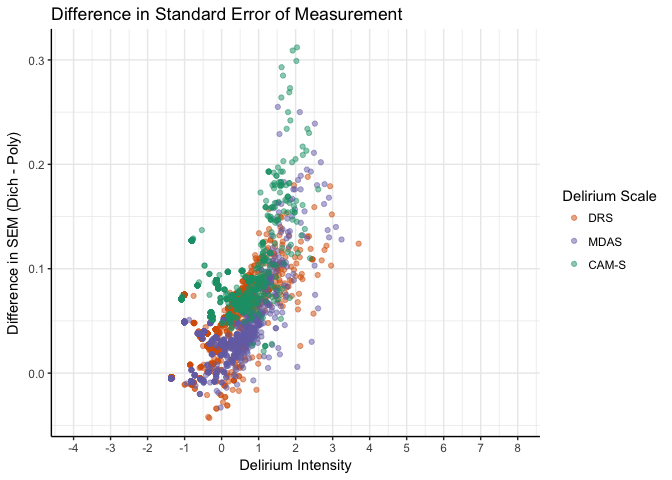 Difference in Standard Error of Measurement
Difference in SEM (Dich - Poly)
0.3
0.2
0.1
0.0
-4 -3 -2 -1 0 1 2 3 4 5 6 7 8
Delirium Intensity
Delirium Scale
DRS
MDAS
CAM-S